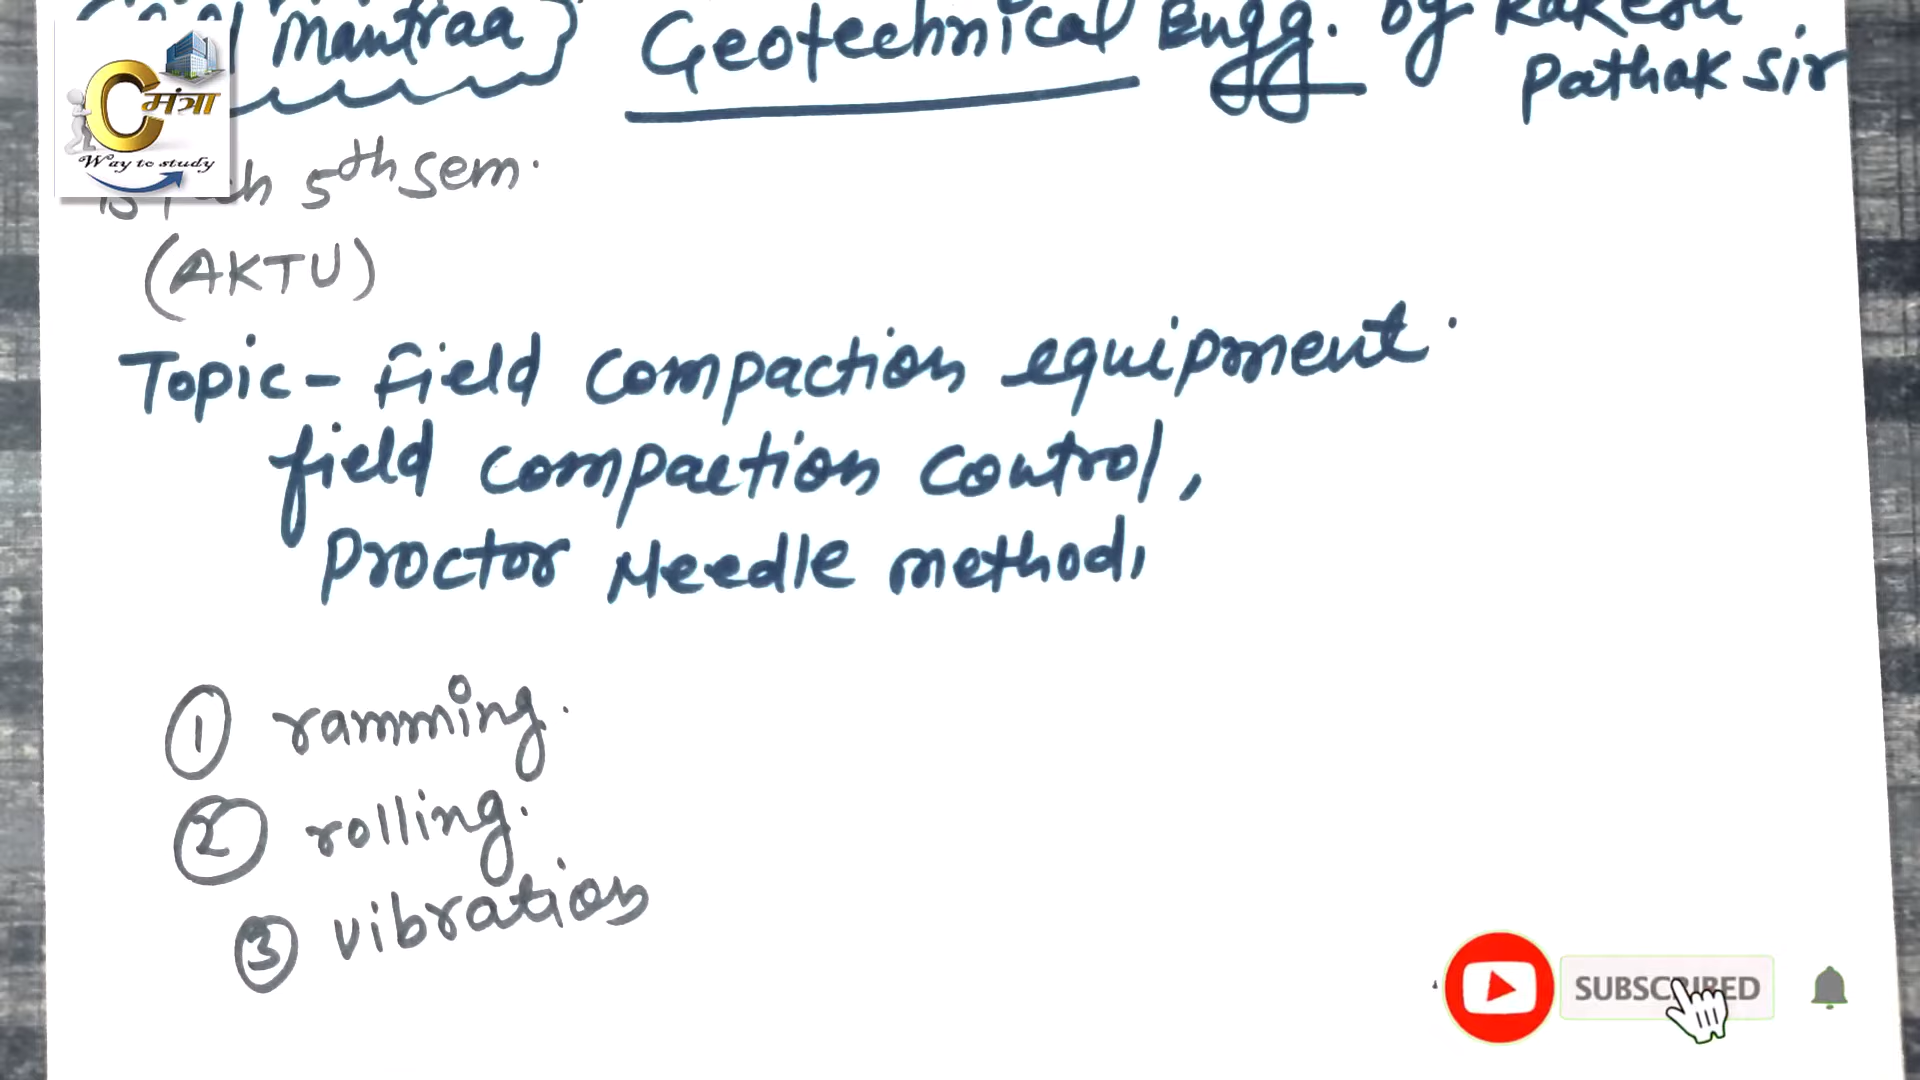 Mantraa} Geotechnical Engg. by Rakesh
Pathak Sir
C मंत्रा
Way to study
5th sem.
(AKTU)
Topic - Field compaction equipment.
field compaction control,
Proctor Needle method,
① ramming.
② rolling.
③ vibration
SUBSCRIBED